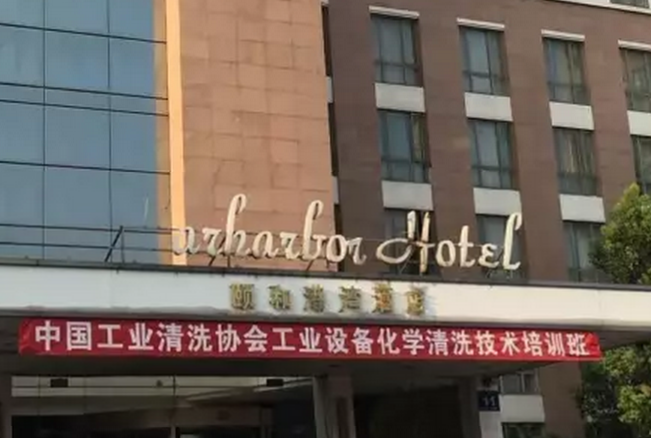 urharbor Hotel
颐和港湾酒店
中国工业清洗协会工业设备化学清洗技术培训班